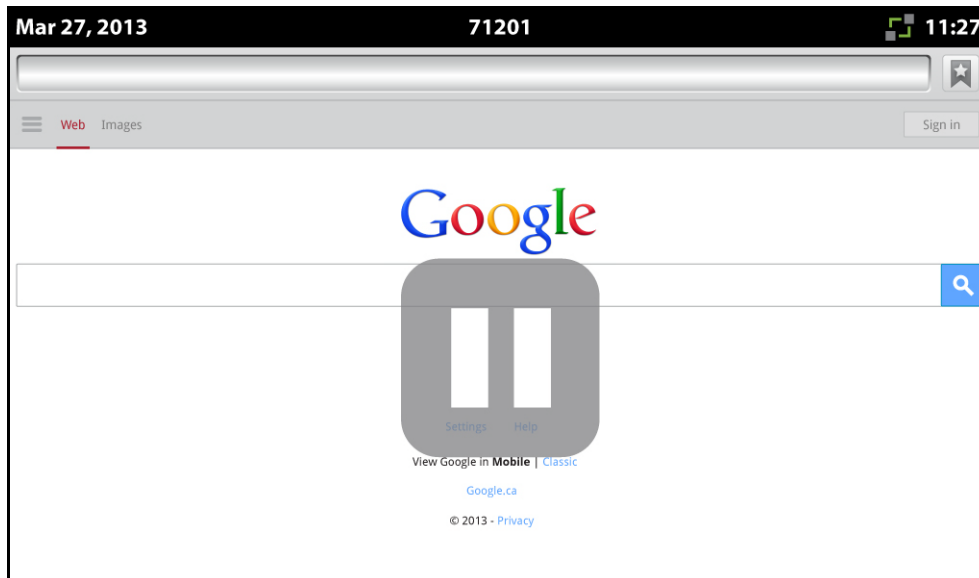 Mar 27, 2013 71201 11:27
Web Images Sign in
Google
Settings Help
View Google in Mobile | Classic
Google.ca
© 2013 - Privacy